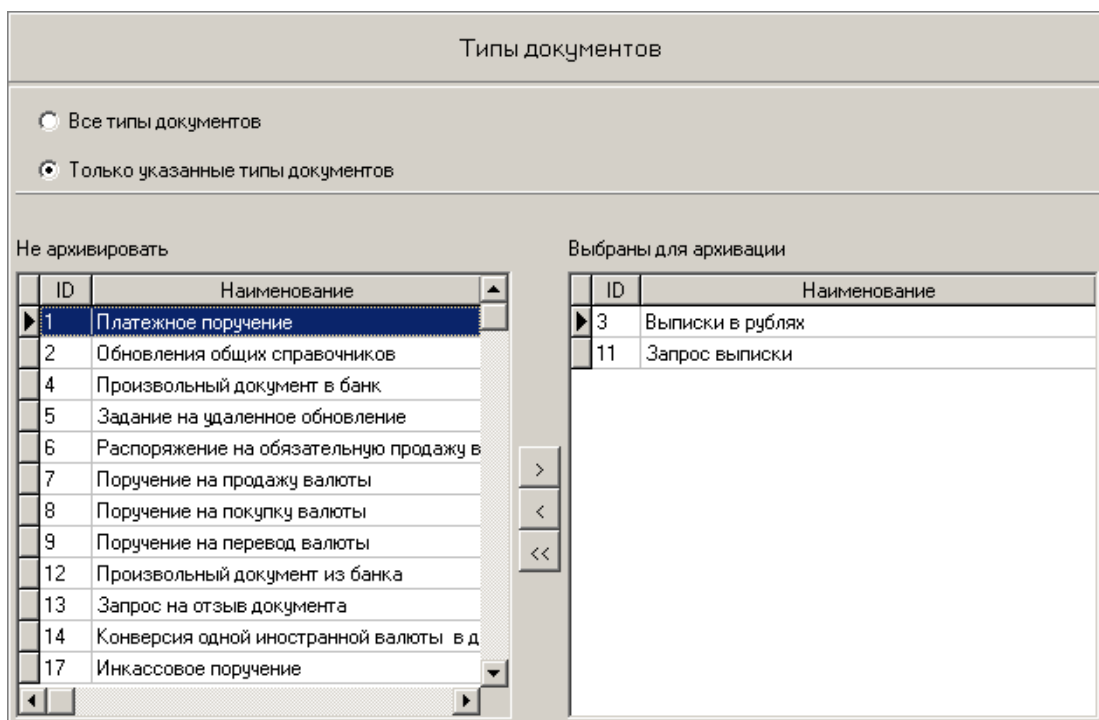 Типы документов
Все типы документов
Только указанные типы документов
Не архивировать
ID Наименование
1 Платежное поручение
2 Обновления общих справочников
4 Произвольный документ в банк
5 Задание на удаленное обновление
6 Распоряжение на обязательную продажу в
7 Поручение на продажу валюты
8 Поручение на покупку валюты
9 Поручение на перевод валюты
12 Произвольный документ из банка
13 Запрос на отзыв документа
14 Конверсия одной иностранной валюты в д
17 Инкассовое поручение
>
<
<<
Выбраны для архивации
ID Наименование
3 Выписки в рублях
11 Запрос выписки